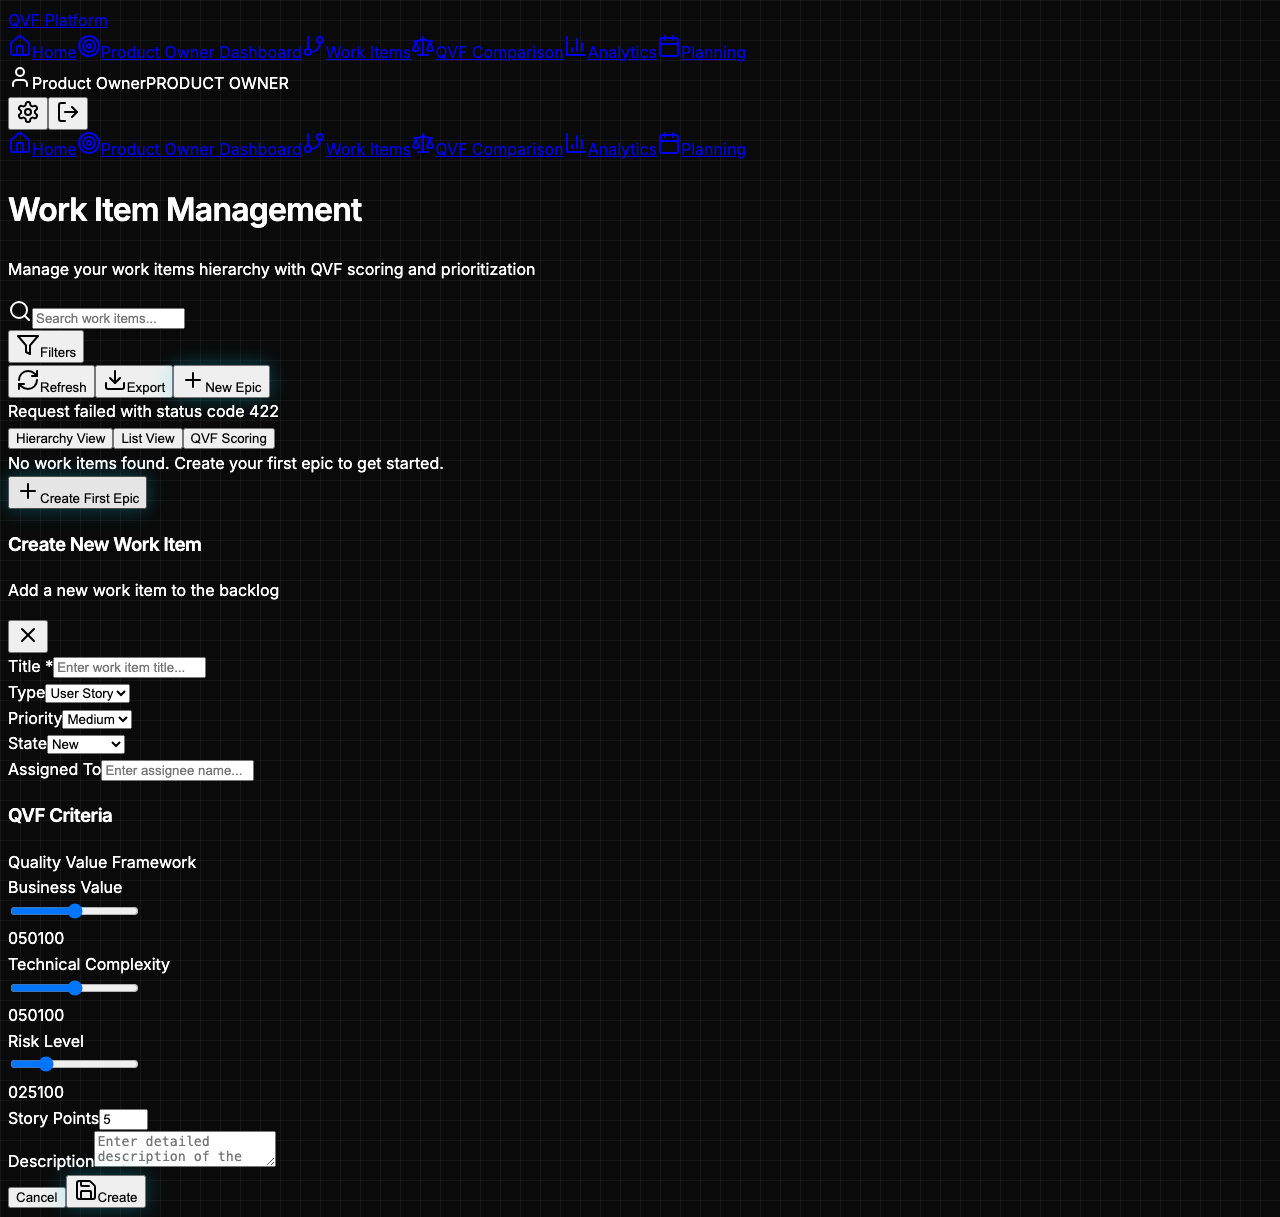 QVF Platform
Home Product Owner Dashboard Work Items QVF Comparison Analytics Planning
Product OwnerPRODUCT OWNER
Home Product Owner Dashboard Work Items QVF Comparison Analytics Planning
Work Item Management
Manage your work items hierarchy with QVF scoring and prioritization
Search work items...
Filters
Refresh Export New Epic
Request failed with status code 422
Hierarchy View List View QVF Scoring
No work items found. Create your first epic to get started.
Create First Epic
Create New Work Item
Add a new work item to the backlog
Title * Enter work item title...
Type User Story
Priority Medium
State New
Assigned To Enter assignee name...
QVF Criteria
Quality Value Framework
Business Value
050100
Technical Complexity
050100
Risk Level
025100
Story Points 5
Enter detailed
Description description of the
Cancel Create